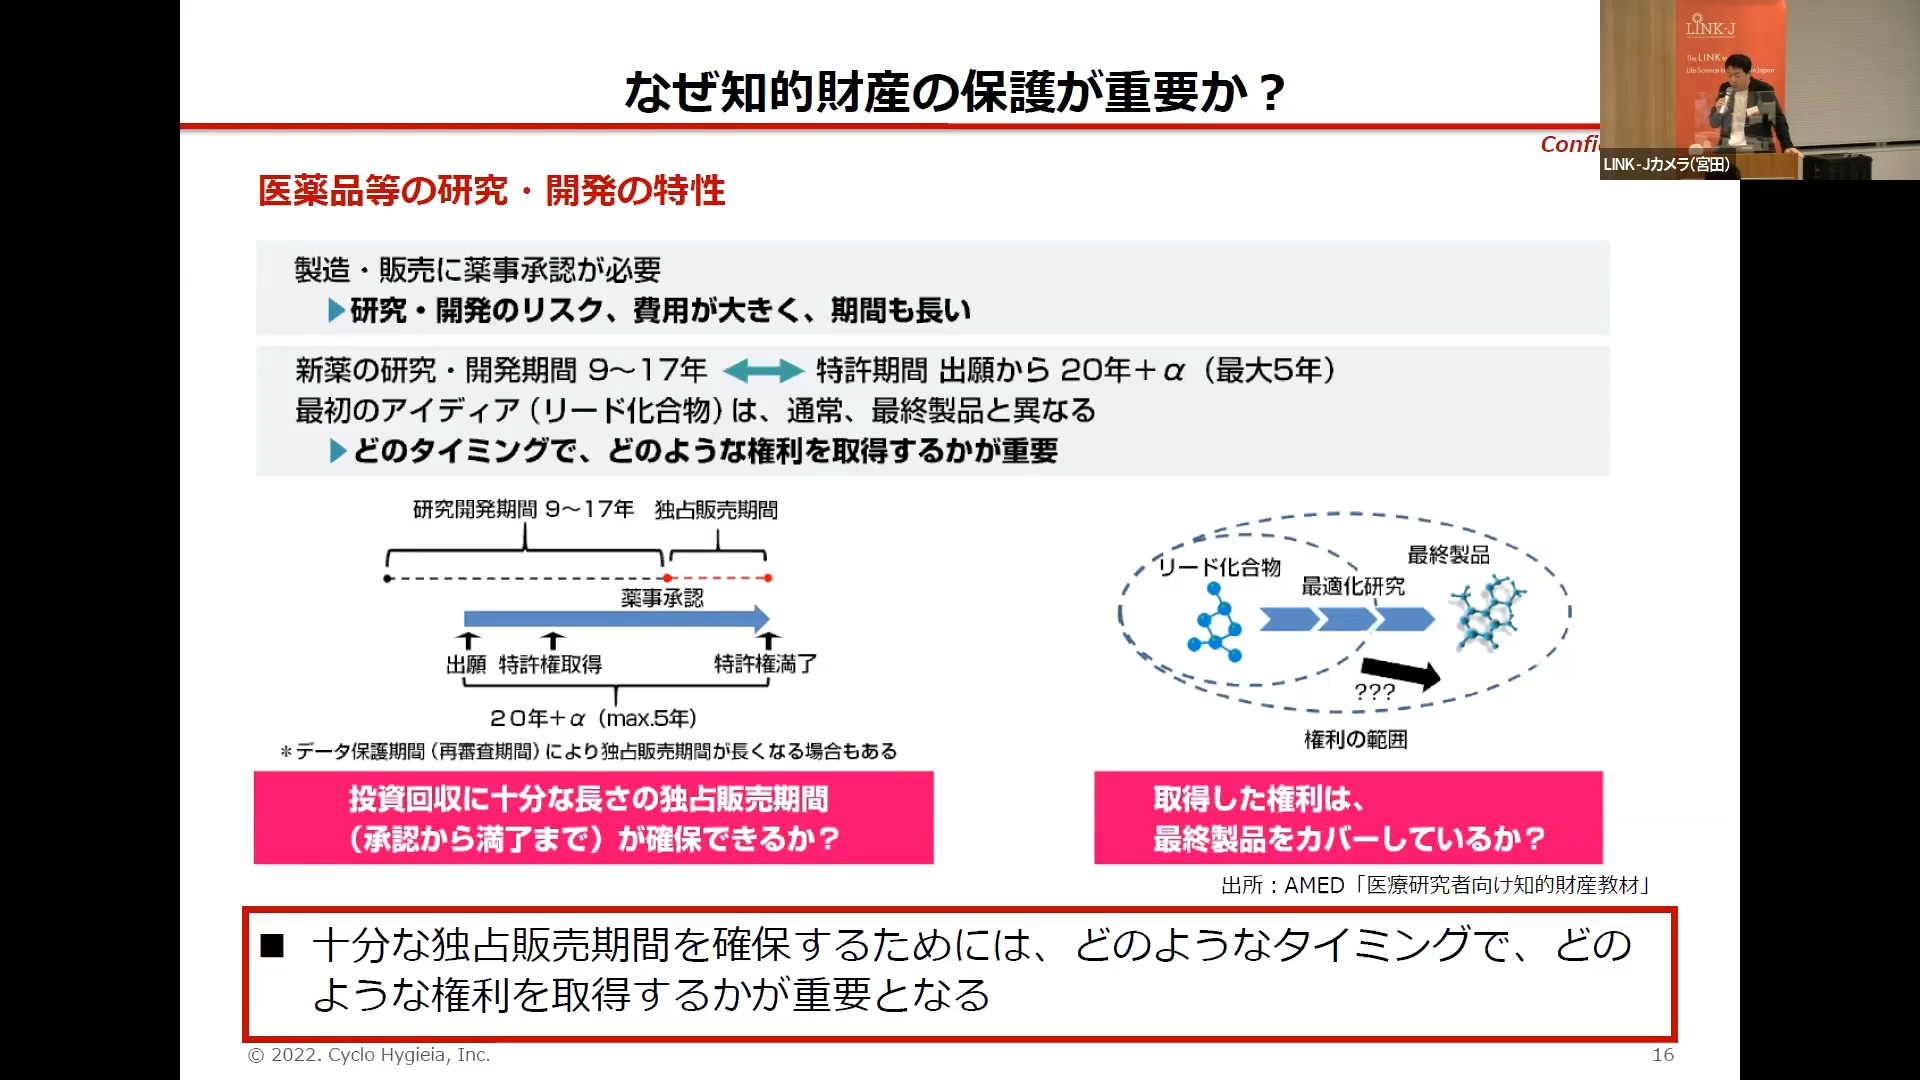 なぜ知的財産の保護が重要か？
LINK-J
The LINK
Life Science in Japan
LINK-Jカメラ(宮田)
医薬品等の研究・開発の特性
製造・販売に薬事承認が必要
▶研究・開発のリスク、費用が大きく、期間も長い
新薬の研究・開発期間 9〜17年 特許期間 出願から 20年＋α（最大5年）
最初のアイディア（リード化合物）は、通常、最終製品と異なる
▶どのタイミングで、どのような権利を取得するかが重要
研究開発期間 9〜17年 独占販売期間
薬事承認
出願 特許権取得 特許権満了
20年＋α（max.5年）
＊データ保護期間（再審査期間）により独占販売期間が長くなる場合もある
リード化合物
最適化研究
最終製品
???
権利の範囲
投資回収に十分な長さの独占販売期間
（承認から満了まで）が確保できるか？
取得した権利は、
最終製品をカバーしているか？
出所：AMED「医療研究者向け知的財産教材」
■ 十分な独占販売期間を確保するためには、どのようなタイミングで、どの
ような権利を取得するかが重要となる
© 2022. Cyclo Hygieia, Inc.
16